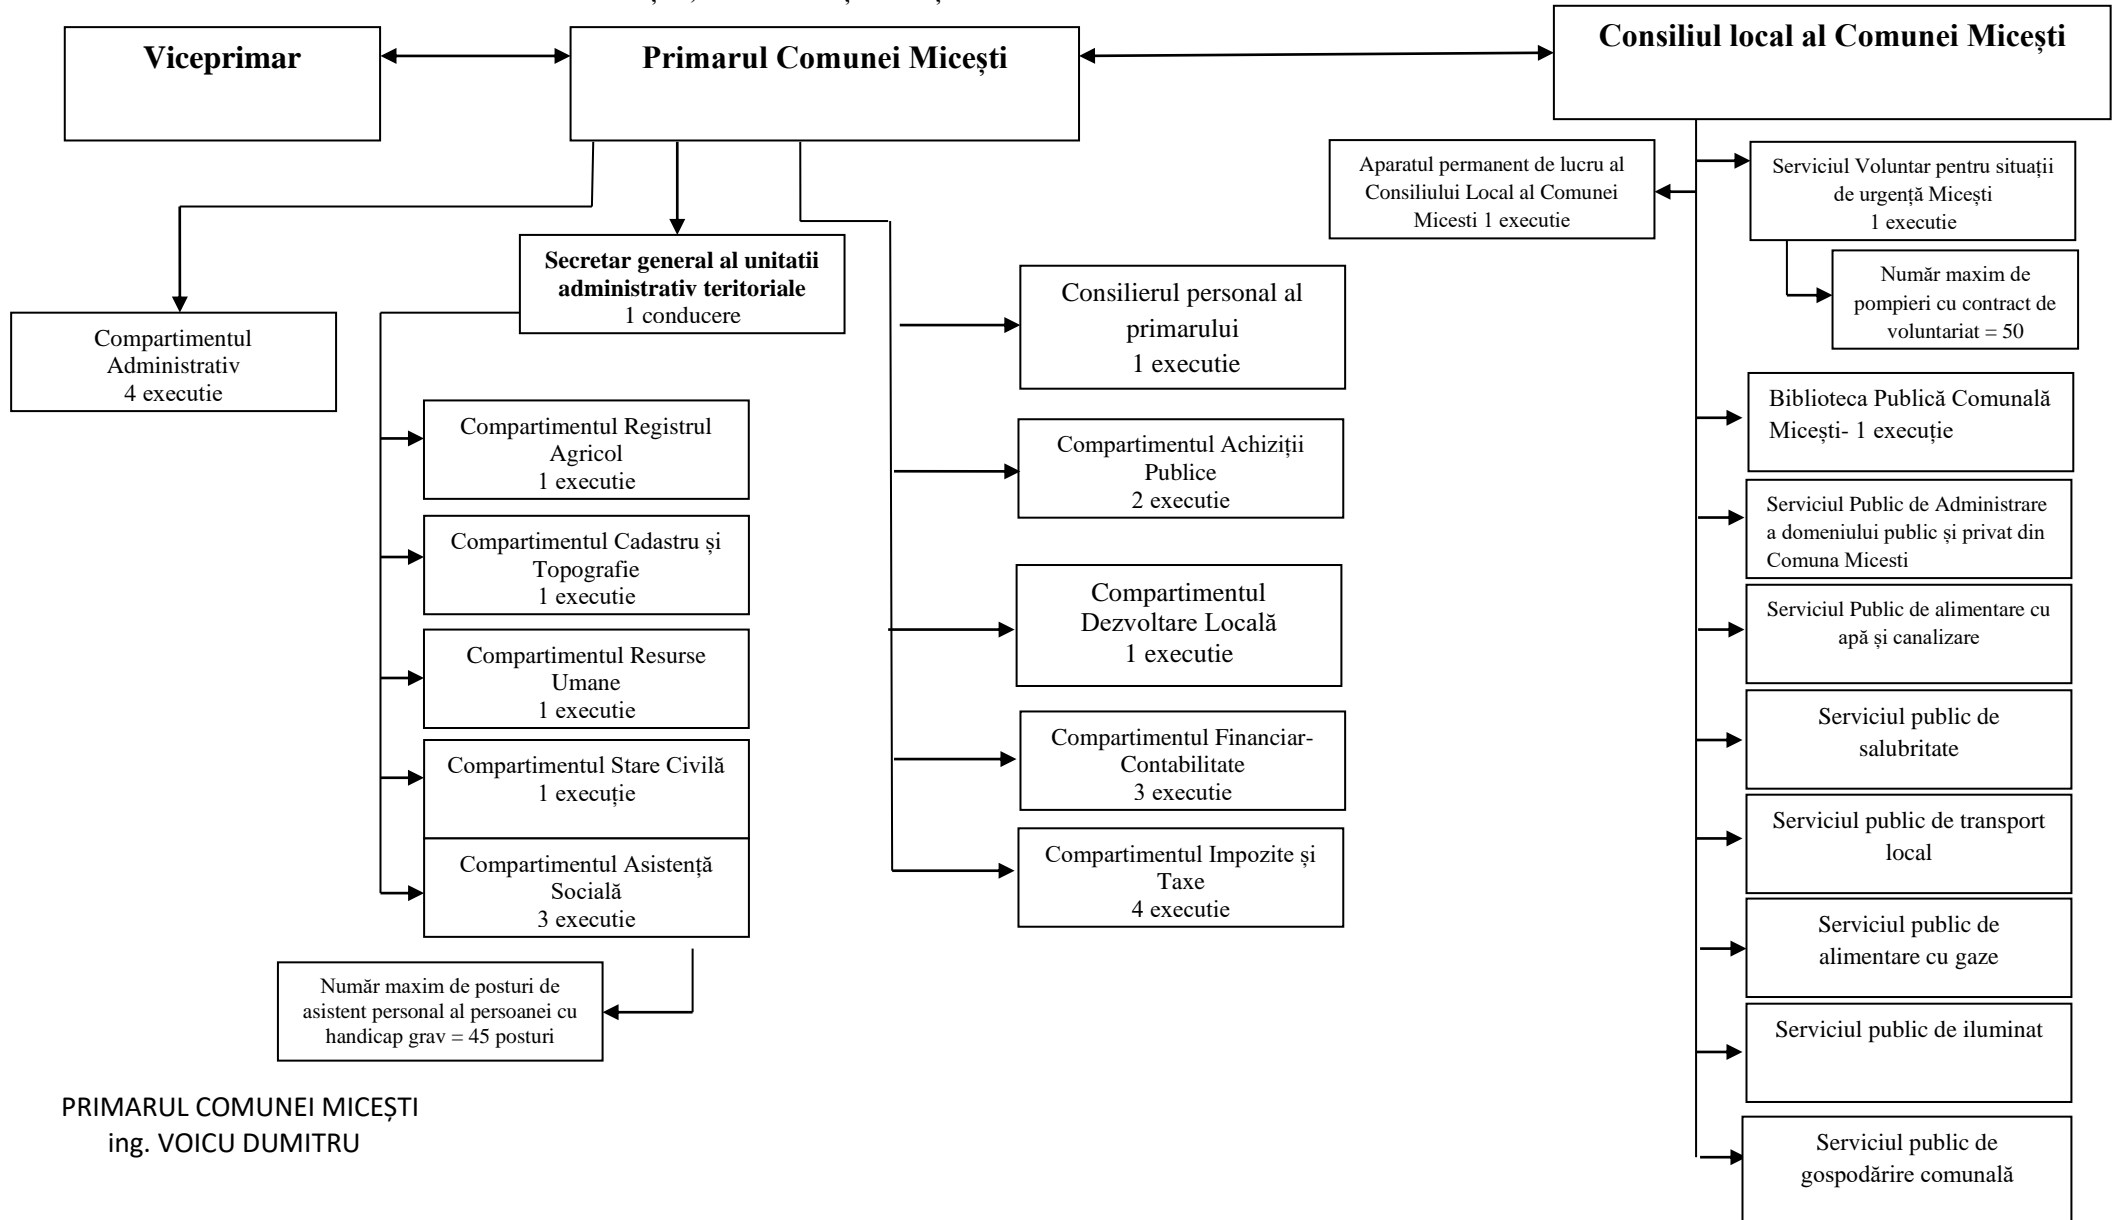 Viceprimar
Primarul Comunei Micești
Consiliul local al Comunei Micești
Aparatul permanent de lucru al
Consiliului Local al Comunei
Micesti 1 executie
Serviciul Voluntar pentru situații
de urgență Micești
1 executie
Număr maxim de
pompieri cu contract de
voluntariat = 50
Secretar general al unitatii
administrativ teritoriale
1 conducere
Compartimentul
Administrativ
4 executie
Consilierul personal al
primarului
1 executie
Compartimentul Registrul
Agricol
1 executie
Compartimentul Achiziții
Publice
2 executie
Biblioteca Publică Comunală
Micești- 1 execuție
Compartimentul Cadastru și
Topografie
1 executie
Serviciul Public de Administrare
a domeniului public și privat din
Comuna Micesti
Compartimentul
Dezvoltare Locală
1 executie
Serviciul Public de alimentare cu
apă și canalizare
Compartimentul Resurse
Umane
1 executie
Compartimentul Financiar-
Contabilitate
3 executie
Serviciul public de
salubritate
Compartimentul Stare Civilă
1 execuție
Serviciul public de transport
local
Compartimentul Asistență
Socială
3 executie
Compartimentul Impozite și
Taxe
4 executie
Serviciul public de
alimentare cu gaze
Număr maxim de posturi de
asistent personal al persoanei cu
handicap grav = 45 posturi
Serviciul public de iluminat
PRIMARUL COMUNEI MICEȘTI
ing. VOICU DUMITRU
Serviciul public de
gospodărire comunală